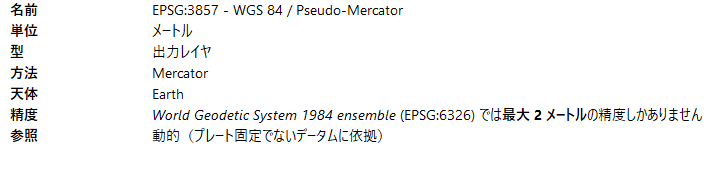 名前 EPSG:3857 - WGS 84 / Pseudo-Mercator
単位 メートル
型 出力レイヤ
方法 Mercator
天体 Earth
精度 World Geodetic System 1984 ensemble (EPSG:6326) では最大 2 メートルの精度しかありません
参照 動的（プレート固定でないデータムに依拠）